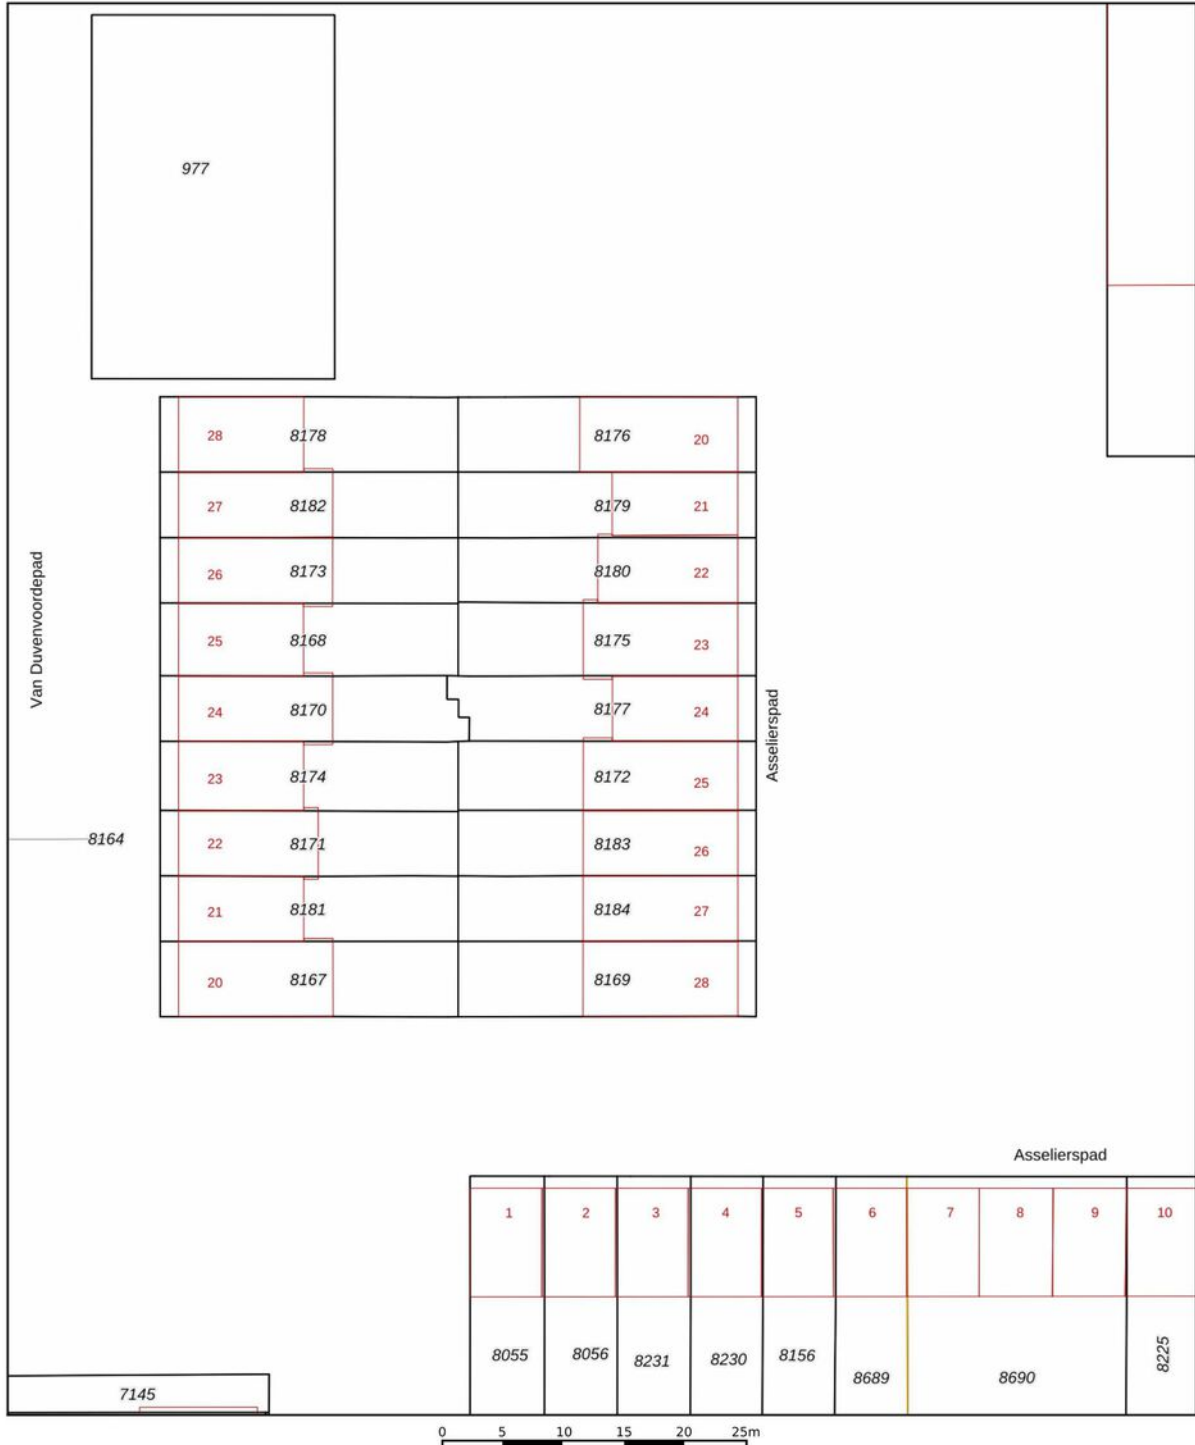 977
28 8178 8176 20
27 8182 8179 21
26 8173 8180 22
Van Duvenvoordepad
25 8168 8175 23
24 8170 8177 24
Asselierspad
23 8174 8172 25
8164
22 8171 8183 26
21 8181 8184 27
20 8167 8169 28
Asselierspad
1 2 3 4 5 6 7 8 9 10
8055 8056 8231 8230 8156 8689 8690 8225
7145
0 5 10 15 20 25m